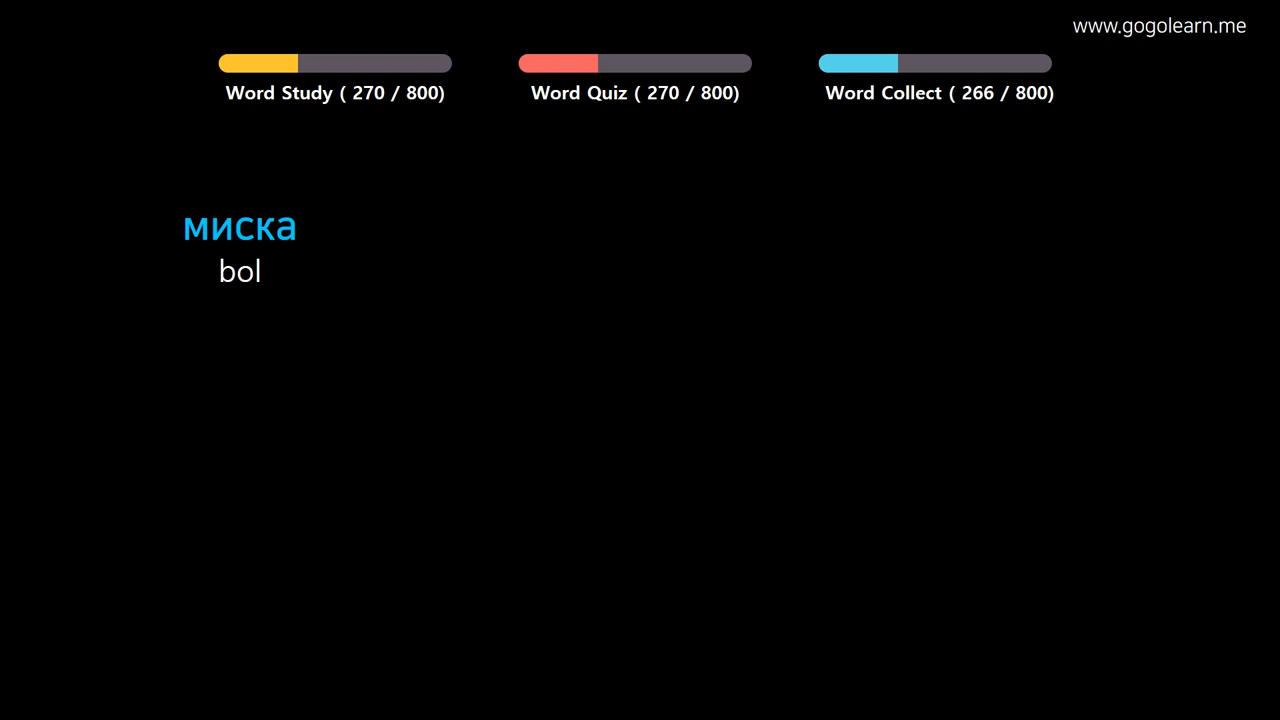 www.gogolearn.me
Word Study ( 270 / 800)
Word Quiz ( 270 / 800)
Word Collect ( 266 / 800)
миска
bol